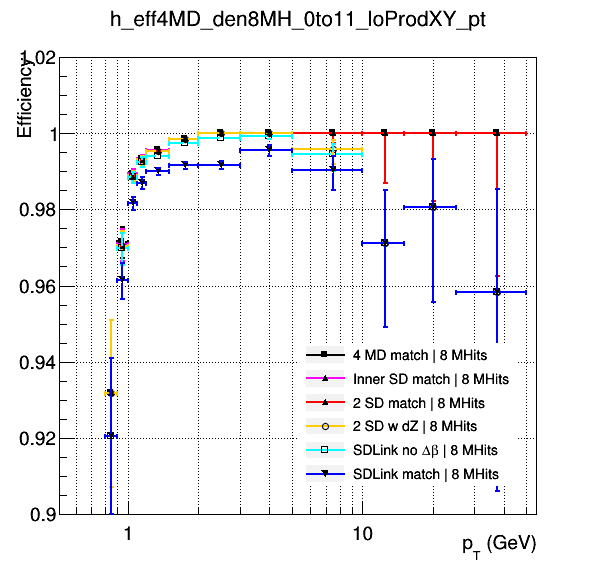 h_eff4MD_den8MH_0to11_loProdXY_pt
Efficiency
1.02
1
0.98
0.96
0.94
0.92
0.9
4 MD match | 8 MHits
Inner SD match | 8 MHits
2 SD match | 8 MHits
2 SD w dZ | 8 MHits
SDLink no Δβ | 8 MHits
SDLink match | 8 MHits
1
10
p_T (GeV)